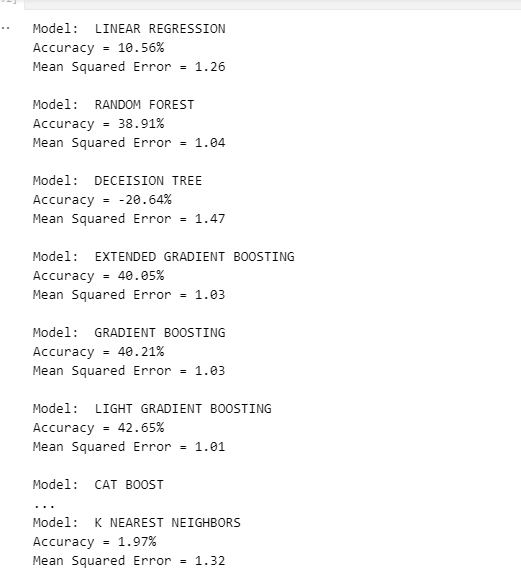 ..
Model:  LINEAR REGRESSION
Accuracy = 10.56%
Mean Squared Error = 1.26
Model:  RANDOM FOREST
Accuracy = 38.91%
Mean Squared Error = 1.04
Model:  DECEISION TREE
Accuracy = -20.64%
Mean Squared Error = 1.47
Model:  EXTENDED GRADIENT BOOSTING
Accuracy = 40.05%
Mean Squared Error = 1.03
Model:  GRADIENT BOOSTING
Accuracy = 40.21%
Mean Squared Error = 1.03
Model:  LIGHT GRADIENT BOOSTING
Accuracy = 42.65%
Mean Squared Error = 1.01
Model:  CAT BOOST
...
Model:  K NEAREST NEIGHBORS
Accuracy = 1.97%
Mean Squared Error = 1.32